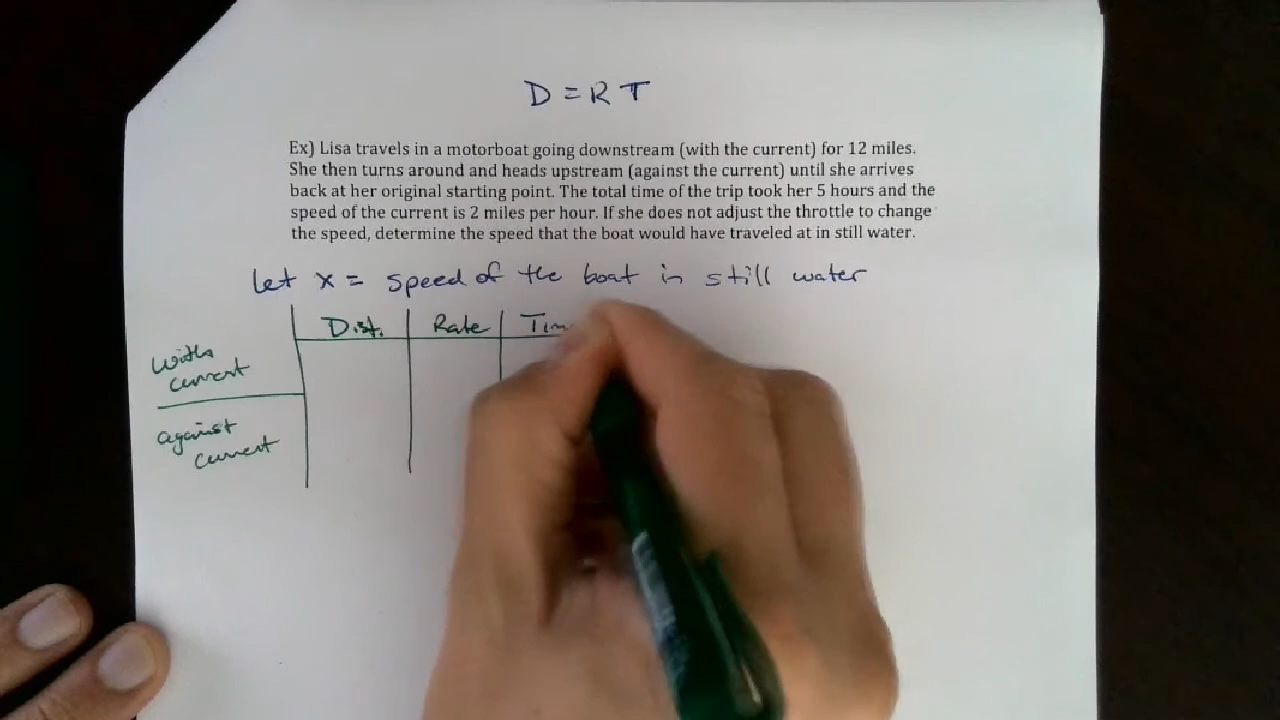 D = R T
Ex) Lisa travels in a motorboat going downstream (with the current) for 12 miles.
She then turns around and heads upstream (against the current) until she arrives
back at her original starting point. The total time of the trip took her 5 hours and the
speed of the current is 2 miles per hour. If she does not adjust the throttle to change
the speed, determine the speed that the boat would have traveled at in still water.
Let x = speed of the boat in still water
Dist. Rate Tim
with
current
against
current